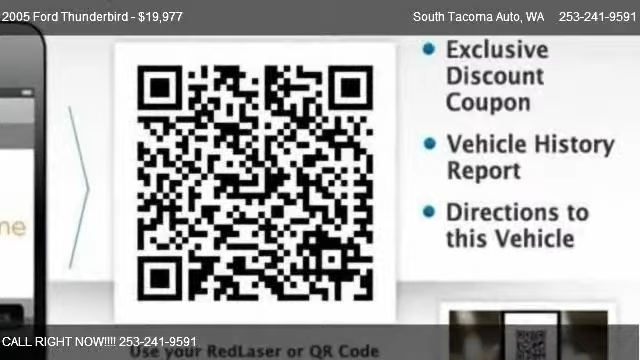 2005 Ford Thunderbird - $19,977
South Tacoma Auto, WA 253-241-9591
Exclusive
Discount
Coupon
Vehicle History
Report
Directions to
this Vehicle
me
CALL RIGHT NOW!!!! 253-241-9591
Use your RedLaser or QR Code